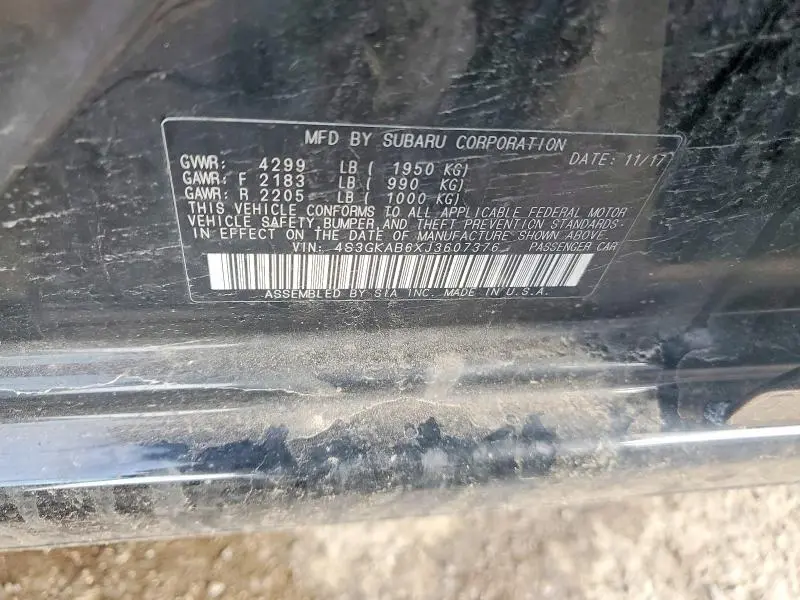 MFD BY SUBARU CORPORATION
GVWR: 4299 LB ( 1950 KG) DATE: 11/17
GAWR: F 2183 LB ( 990 KG)
GAWR: R 2205 LB ( 1000 KG)
THIS VEHICLE CONFORMS TO ALL APPLICABLE FEDERAL MOTOR
VEHICLE SAFETY, BUMPER, AND THEFT PREVENTION STANDARDS
IN EFFECT ON THE DATE OF MANUFACTURE SHOWN ABOVE.
VIN: 4S3GKAB6XJ3607376 PASSENGER CAR
ASSEMBLED BY SIA INC. MADE IN U.S.A.